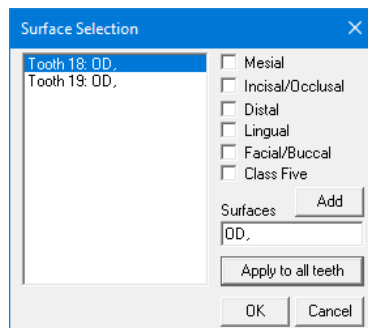 Surface Selection
Tooth 18: OD,
Tooth 19: OD,
Mesial
Incisal/Occlusal
Distal
Lingual
Facial/Buccal
Class Five
Surfaces
Add
OD,
Apply to all teeth
OK
Cancel